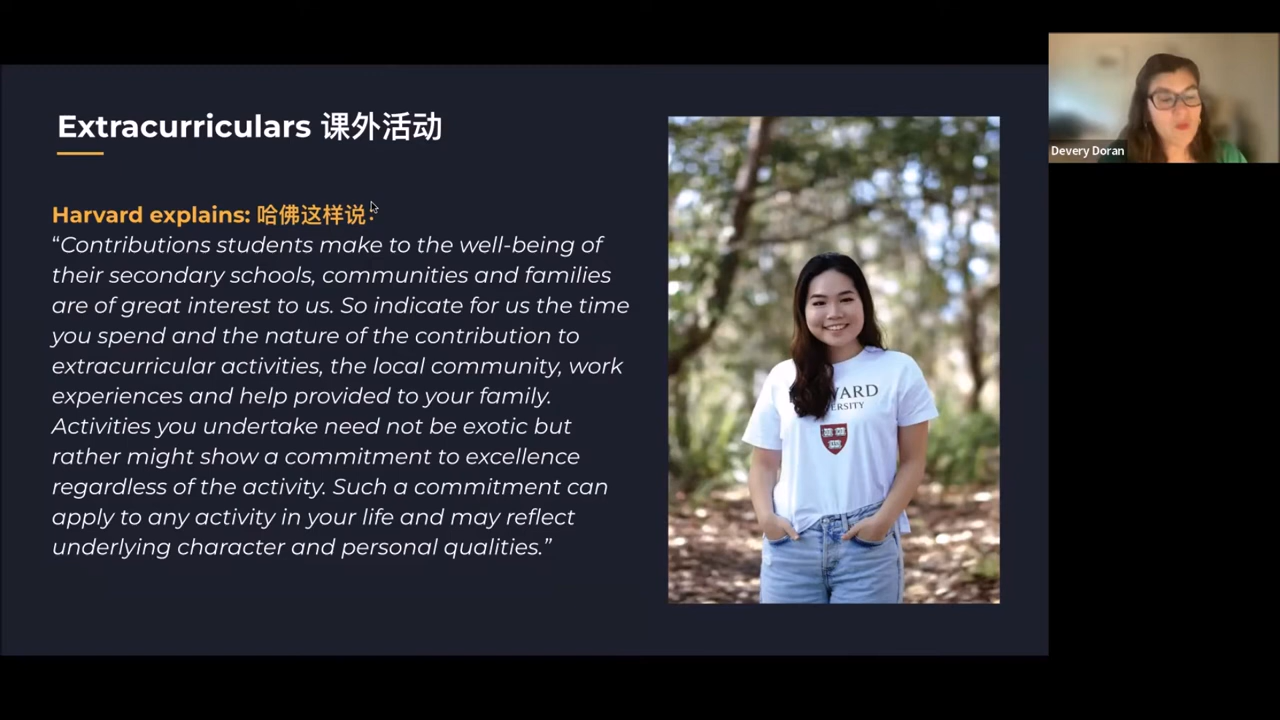 Extracurriculars 课外活动
Harvard explains: 哈佛这样说：
“Contributions students make to the well-being of
their secondary schools, communities and families
are of great interest to us. So indicate for us the time
you spend and the nature of the contribution to
extracurricular activities, the local community, work
experiences and help provided to your family.
Activities you undertake need not be exotic but
rather might show a commitment to excellence
regardless of the activity. Such a commitment can
apply to any activity in your life and may reflect
underlying character and personal qualities.”
Devery Doran